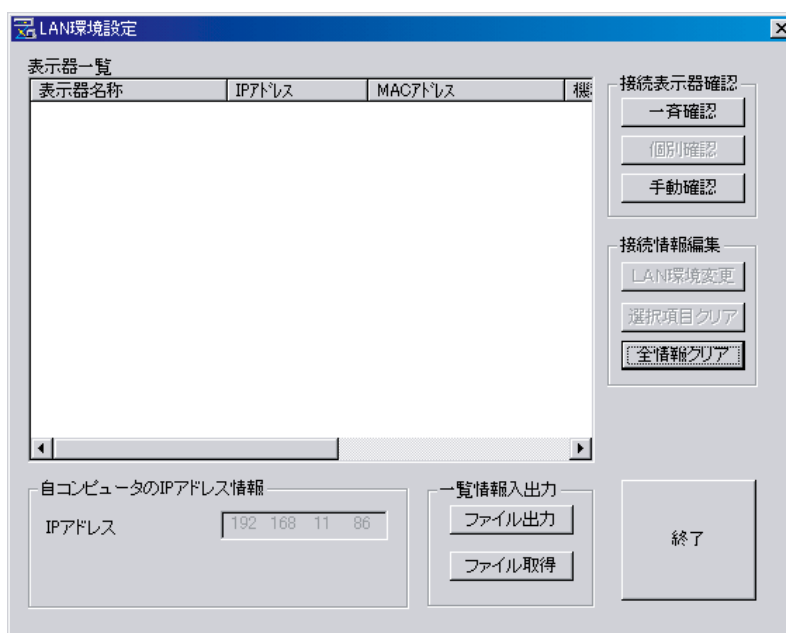 LAN環境設定
表示器一覧
表示器名称 IPアドレス MACアドレス 機
接続表示器確認
一斉確認
個別確認
手動確認
接続情報編集
LAN環境変更
選択項目クリア
全情報クリア
自コンピュータのIPアドレス情報
IPアドレス 192 168 11 86
一覧情報入出力
ファイル出力
ファイル取得
終了